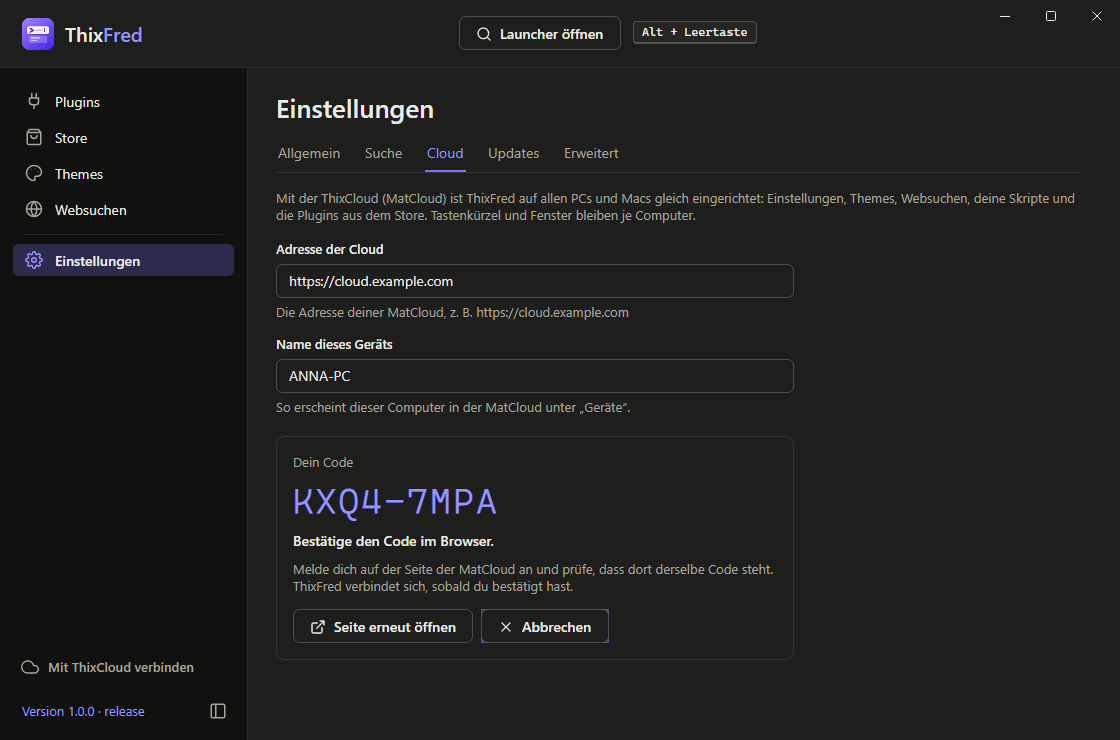 ThixFred
Launcher öffnen
Alt + Leertaste
Plugins
Store
Themes
Websuchen
Einstellungen
Mit ThixCloud verbinden
Version 1.0.0 · release
Einstellungen
Allgemein
Suche
Cloud
Updates
Erweitert
Mit der ThixCloud (MatCloud) ist ThixFred auf allen PCs und Macs gleich eingerichtet: Einstellungen, Themes, Websuchen, deine Skripte und
die Plugins aus dem Store. Tastenkürzel und Fenster bleiben je Computer.
Adresse der Cloud
https://cloud.example.com
Die Adresse deiner MatCloud, z. B. https://cloud.example.com
Name dieses Geräts
ANNA-PC
So erscheint dieser Computer in der MatCloud unter „Geräte“.
Dein Code
KXQ4-7MPA
Bestätige den Code im Browser.
Melde dich auf der Seite der MatCloud an und prüfe, dass dort derselbe Code steht.
ThixFred verbindet sich, sobald du bestätigt hast.
Seite erneut öffnen
Abbrechen